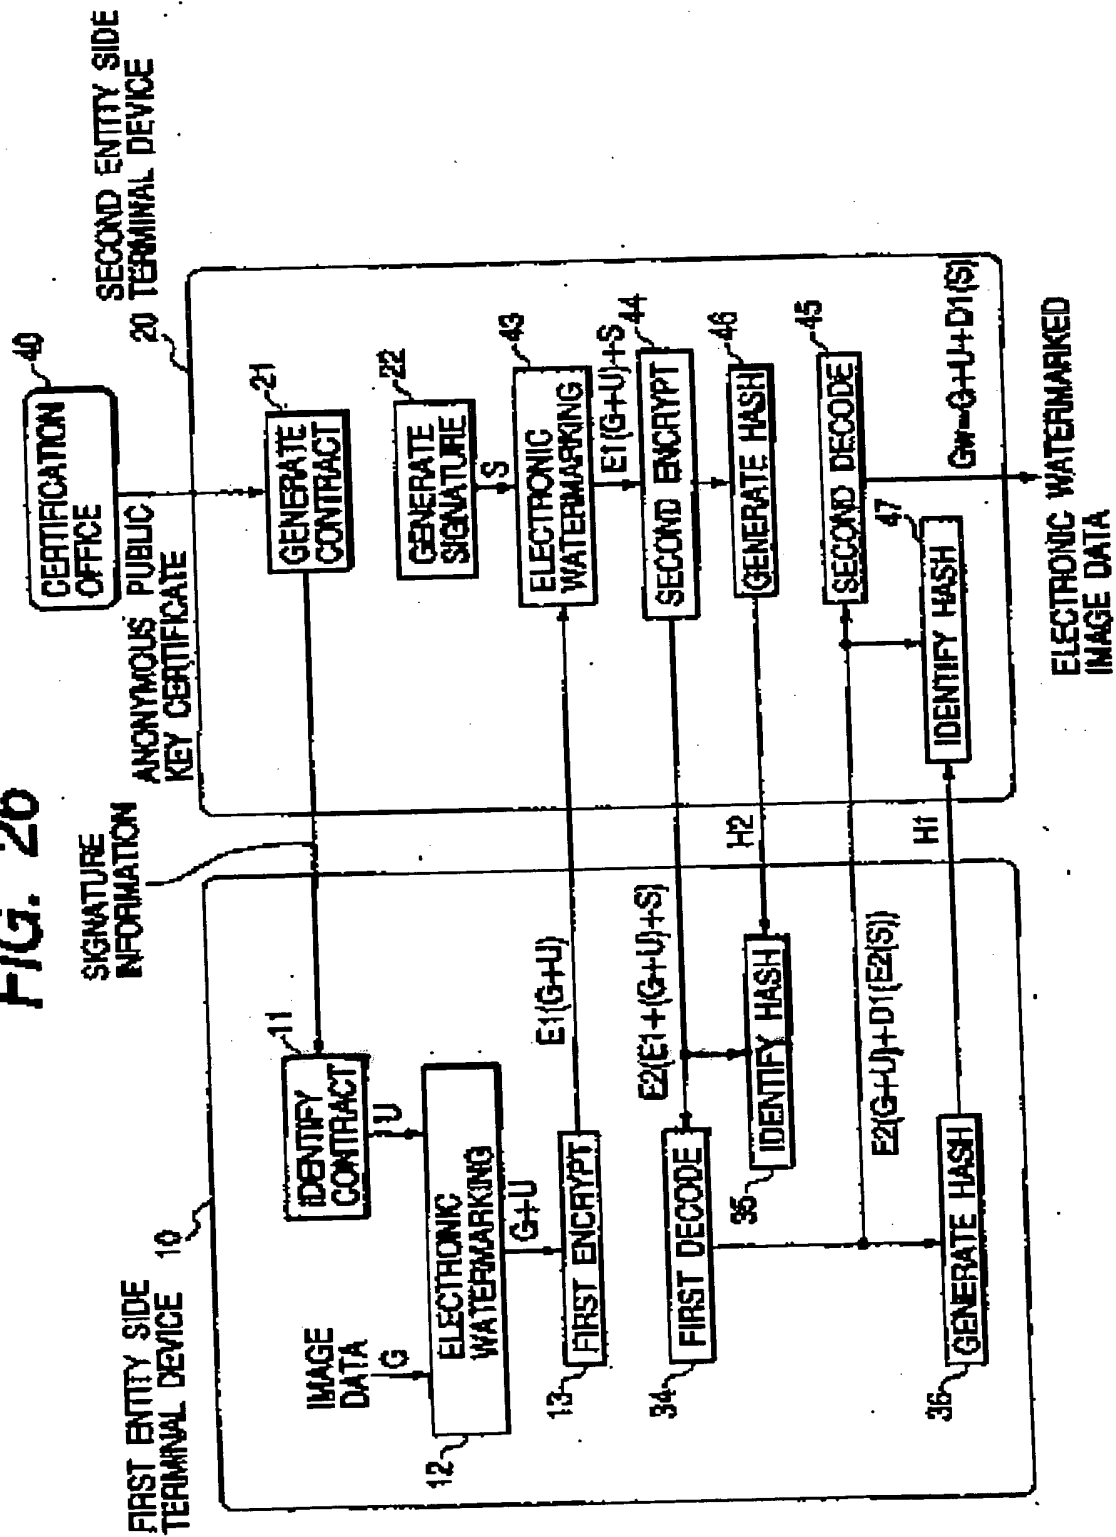 FIG. 26
FIRST ENTITY SIDE
TERMINAL DEVICE 10
SIGNATURE
INFORMATION
ANONYMOUS PUBLIC
KEY CERTIFICATE
CERTIFICATION
OFFICE
40
SECOND ENTITY SIDE
20 TERMINAL DEVICE
11
IDENTIFY
CONTRACT
U
IMAGE
DATA
G
12
ELECTRONIC
WATERMARKING
G+U
13
FIRST ENCRYPT
E1(G+U)
34
FIRST DECODE
E2(E1+(G+U)+S)
35
IDENTIFY HASH
H2
E2(G+U)+D1(E2(S))
36
GENERATE HASH
H1
21
GENERATE
CONTRACT
22
GENERATE
SIGNATURE
S
43
ELECTRONIC
WATERMARKING
E1(G+U)+S
44
SECOND ENCRYPT
46
GENERATE HASH
45
SECOND DECODE
47
IDENTIFY HASH
Gw=G+U+D1(S)
ELECTRONIC WATERMARKED
IMAGE DATA